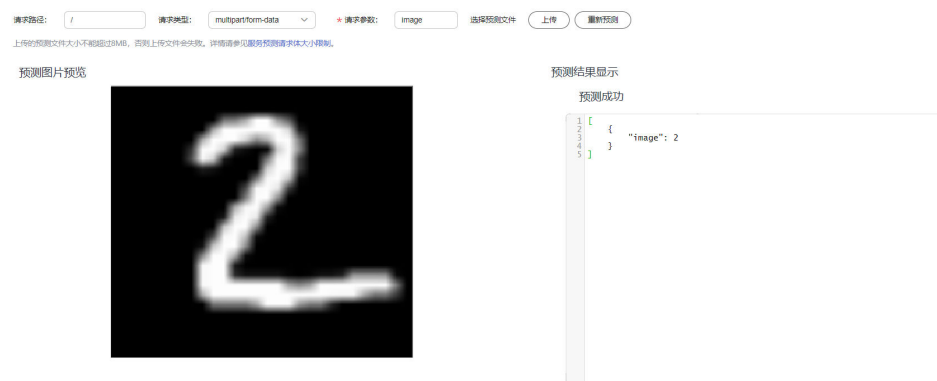 请求路径： / 请求类型： multipart/form-data ★ 请求参数： image 选择预测文件 上传 重新预测
上传的预测文件大小不能超过8MB，否则上传文件会失败。详情请参见服务预测请求体大小限制。
预测图片预览
2
预测结果显示
预测成功
1 [
2 {
3 "image": 2
4 }
5 ]